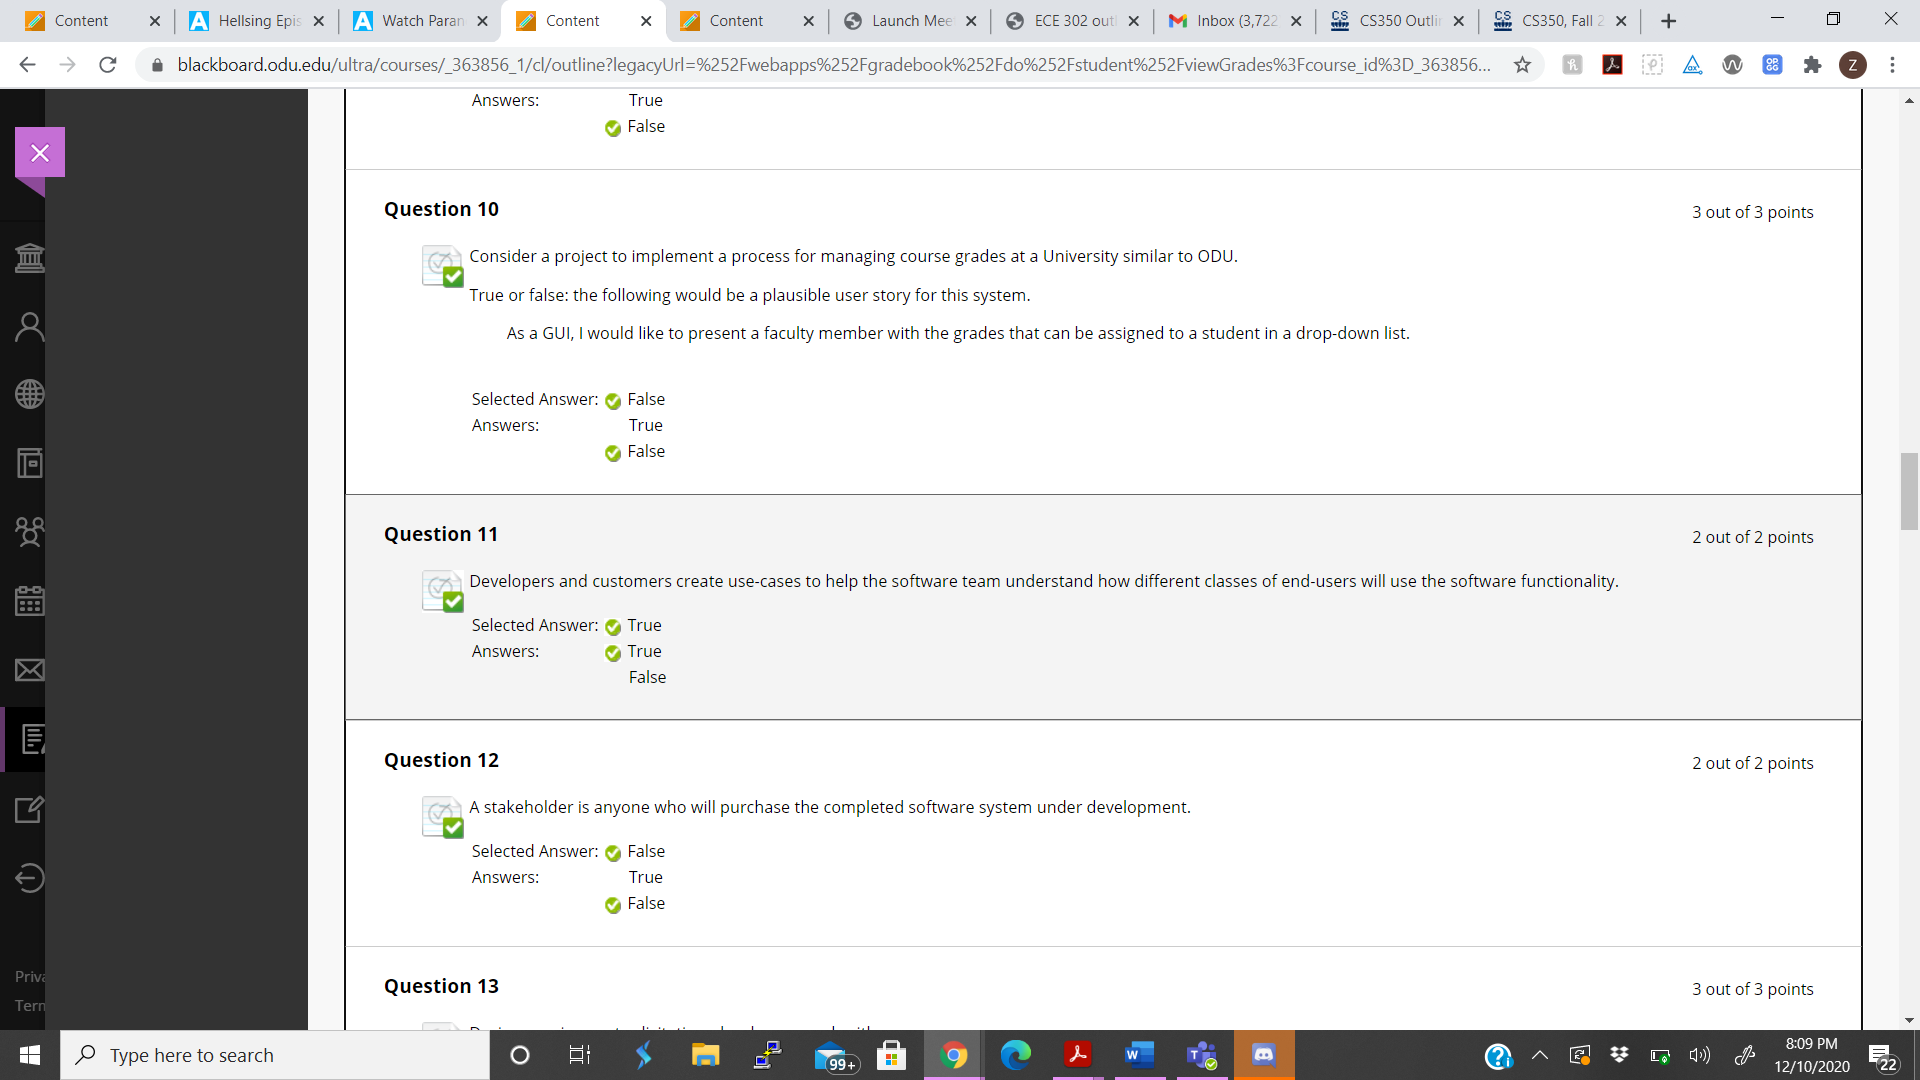 Content
Hellsing Epis
Watch Paran
Content
Content
Launch Mee
ECE 302 outl
Inbox (3,722
CS350 Outlin
CS350, Fall 2
blackboard.odu.edu/ultra/courses/_363856_1/cl/outline?legacyUrl=%252Fwebapps%252Fgradebook%252Fdo%252Fstudent%252FviewGrades%3Fcourse_id%3D_363856...
Z
Answers: True
False
Question 10
3 out of 3 points
Consider a project to implement a process for managing course grades at a University similar to ODU.
True or false: the following would be a plausible user story for this system.
As a GUI, I would like to present a faculty member with the grades that can be assigned to a student in a drop-down list.
Selected Answer: False
Answers: True
False
Question 11
2 out of 2 points
Developers and customers create use-cases to help the software team understand how different classes of end-users will use the software functionality.
Selected Answer: True
Answers: True
False
Question 12
2 out of 2 points
A stakeholder is anyone who will purchase the completed software system under development.
Selected Answer: False
Answers: True
False
Question 13
3 out of 3 points
Priva
Term
Type here to search
99+
8:09 PM
12/10/2020
22